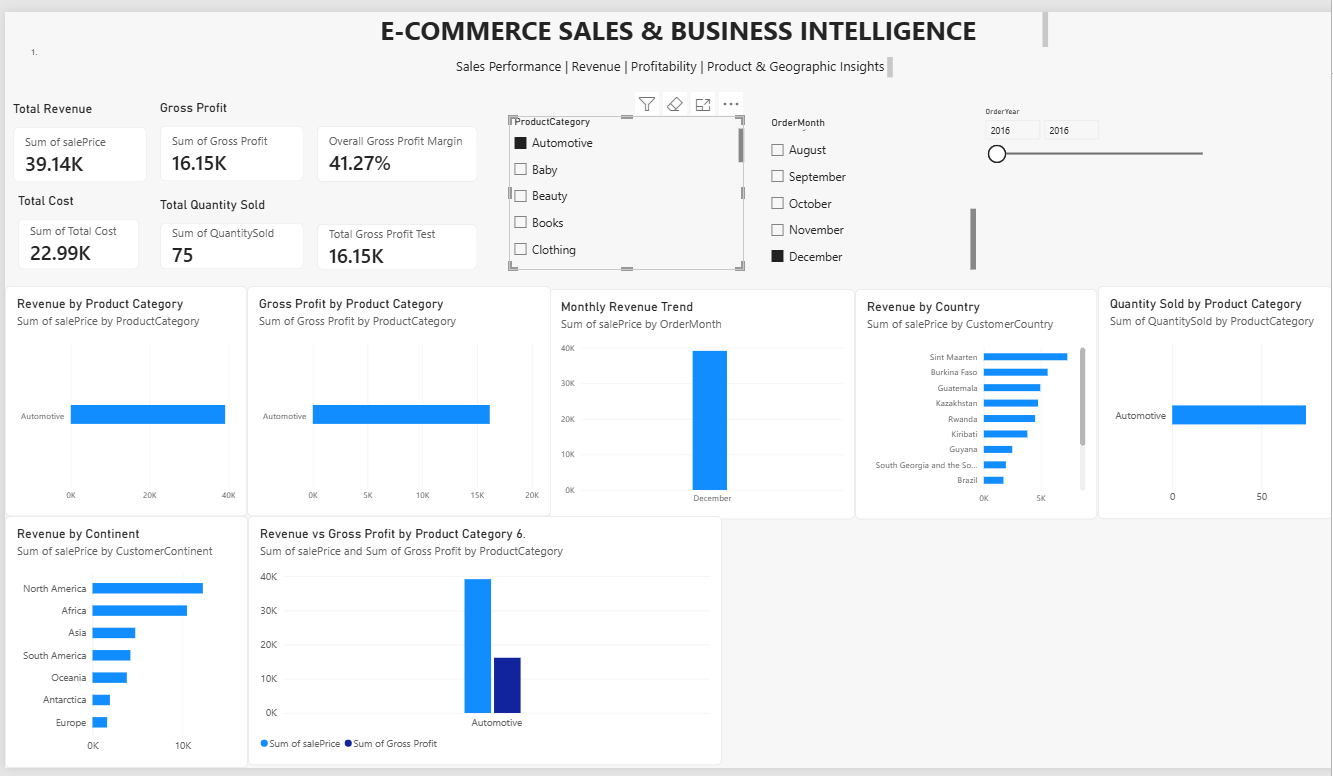 E-COMMERCE SALES & BUSINESS INTELLIGENCE
1.
Sales Performance | Revenue | Profitability | Product & Geographic Insights
Total Revenue
Sum of salePrice
39.14K
Gross Profit
Sum of Gross Profit
16.15K
Overall Gross Profit Margin
41.27%
Total Cost
Sum of Total Cost
22.99K
Total Quantity Sold
Sum of QuantitySold
75
Total Gross Profit Test
16.15K
ProductCategory
Automotive
Baby
Beauty
Books
Clothing
OrderMonth
August
September
October
November
December
OrderYear
2016 2016
Revenue by Product Category
Sum of salePrice by ProductCategory
Automotive
0K 20K 40K
Gross Profit by Product Category
Sum of Gross Profit by ProductCategory
Automotive
0K 5K 10K 15K 20K
Monthly Revenue Trend
Sum of salePrice by OrderMonth
40K
30K
20K
10K
0K
December
Revenue by Country
Sum of salePrice by CustomerCountry
Sint Maarten
Burkina Faso
Guatemala
Kazakhstan
Rwanda
Kiribati
Guyana
South Georgia and the So...
Brazil
0K 5K
Quantity Sold by Product Category
Sum of QuantitySold by ProductCategory
Automotive
0 50
Revenue by Continent
Sum of salePrice by CustomerContinent
North America
Africa
Asia
South America
Oceania
Antarctica
Europe
0K 10K
Revenue vs Gross Profit by Product Category 6.
Sum of salePrice and Sum of Gross Profit by ProductCategory
40K
30K
20K
10K
0K
Automotive
Sum of salePrice Sum of Gross Profit